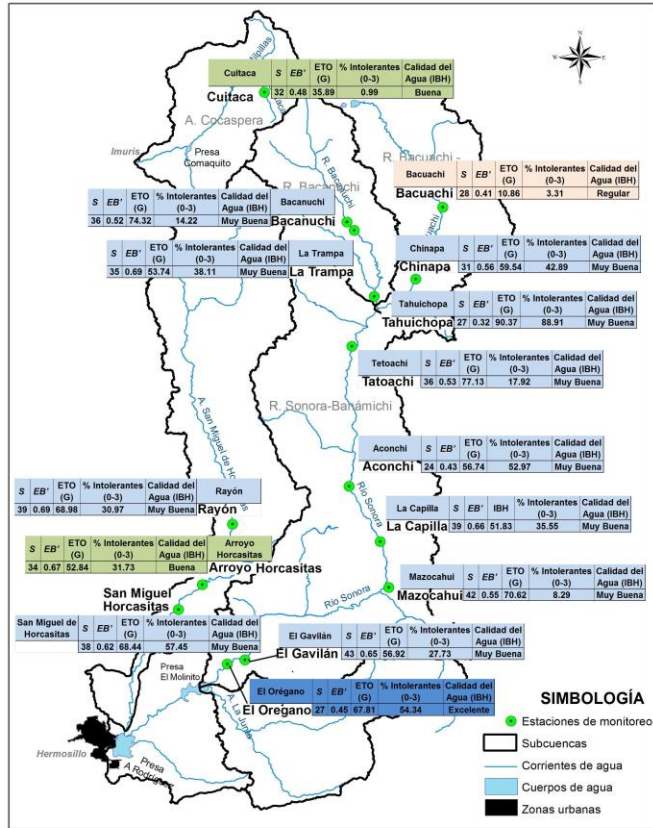 Cuitaca S EB' ETO (G) % Intolerantes (0-3) Calidad del Agua (IBH)
32 0.48 35.89 0.99 Buena
Cuitaca
A. Cocaspera
Imuris
Presa Comaquito
R. Bacuachi -
Bacuachi S EB' ETO (G) % Intolerantes (0-3) Calidad del Agua (IBH)
28 0.41 10.86 3.31 Regular
Bacuachi
R. Bacanuchi
R. Bacanuchi
S EB' ETO (G) % Intolerantes (0-3) Calidad del Agua (IBH) Bacanuchi
36 0.52 74.32 14.22 Muy Buena
Bacanuchi
S EB' ETO (G) % Intolerantes (0-3) Calidad del Agua (IBH) La Trampa
35 0.69 53.74 38.11 Muy Buena
La Trampa
Chinapa S EB' ETO (G) % Intolerantes (0-3) Calidad del Agua (IBH)
31 0.56 59.54 42.89 Muy Buena
Chinapa
Tahuichopa S EB' ETO (G) % Intolerantes (0-3) Calidad del Agua (IBH)
27 0.32 90.37 88.91 Muy Buena
Tahuichopa
Tetoachi S EB' ETO (G) % Intolerantes (0-3) Calidad del Agua (IBH)
36 0.53 77.13 17.92 Muy Buena
Tatoachi
R. Sonora-Banámichi
A. San Miguel de Horcasitas
Aconchi S EB' ETO (G) % Intolerantes (0-3) Calidad del Agua (IBH)
24 0.43 56.74 52.97 Muy Buena
Aconchi
Río Sonora
S EB' ETO (G) % Intolerantes (0-3) Calidad del Agua (IBH) Rayón
39 0.69 68.98 30.97 Muy Buena
Rayón
La Capilla S EB' IBH % Intolerantes (0-3) Calidad del Agua (IBH)
39 0.66 51.83 35.55 Muy Buena
La Capilla
S EB' ETO (G) % Intolerantes (0-3) Calidad del Agua (IBH) Arroyo Horcasitas
34 0.67 52.84 31.73 Buena
Arroyo Horcasitas
Mazocahui S EB' ETO (G) % Intolerantes (0-3) Calidad del Agua (IBH)
42 0.55 70.62 8.29 Muy Buena
Mazocahui
San Miguel Horcasitas
Río Sonora
San Miguel de Horcasitas S EB' ETO (G) % Intolerantes (0-3) Calidad del Agua (IBH)
38 0.62 68.44 57.45 Muy Buena
El Gavilán S EB' ETO (G) % Intolerantes (0-3) Calidad del Agua (IBH)
43 0.65 56.92 27.73 Muy Buena
El Gavilán
Presa El Molinito
A. La Junta
El Orégano S EB' ETO (G) % Intolerantes (0-3) Calidad del Agua (IBH)
27 0.45 67.81 54.34 Excelente
El Oregano
Hermosillo
Presa
A Rodríguez
SIMBOLOGÍA
Estaciones de monitoreo
Subcuencas
Corrientes de agua
Cuerpos de agua
Zonas urbanas